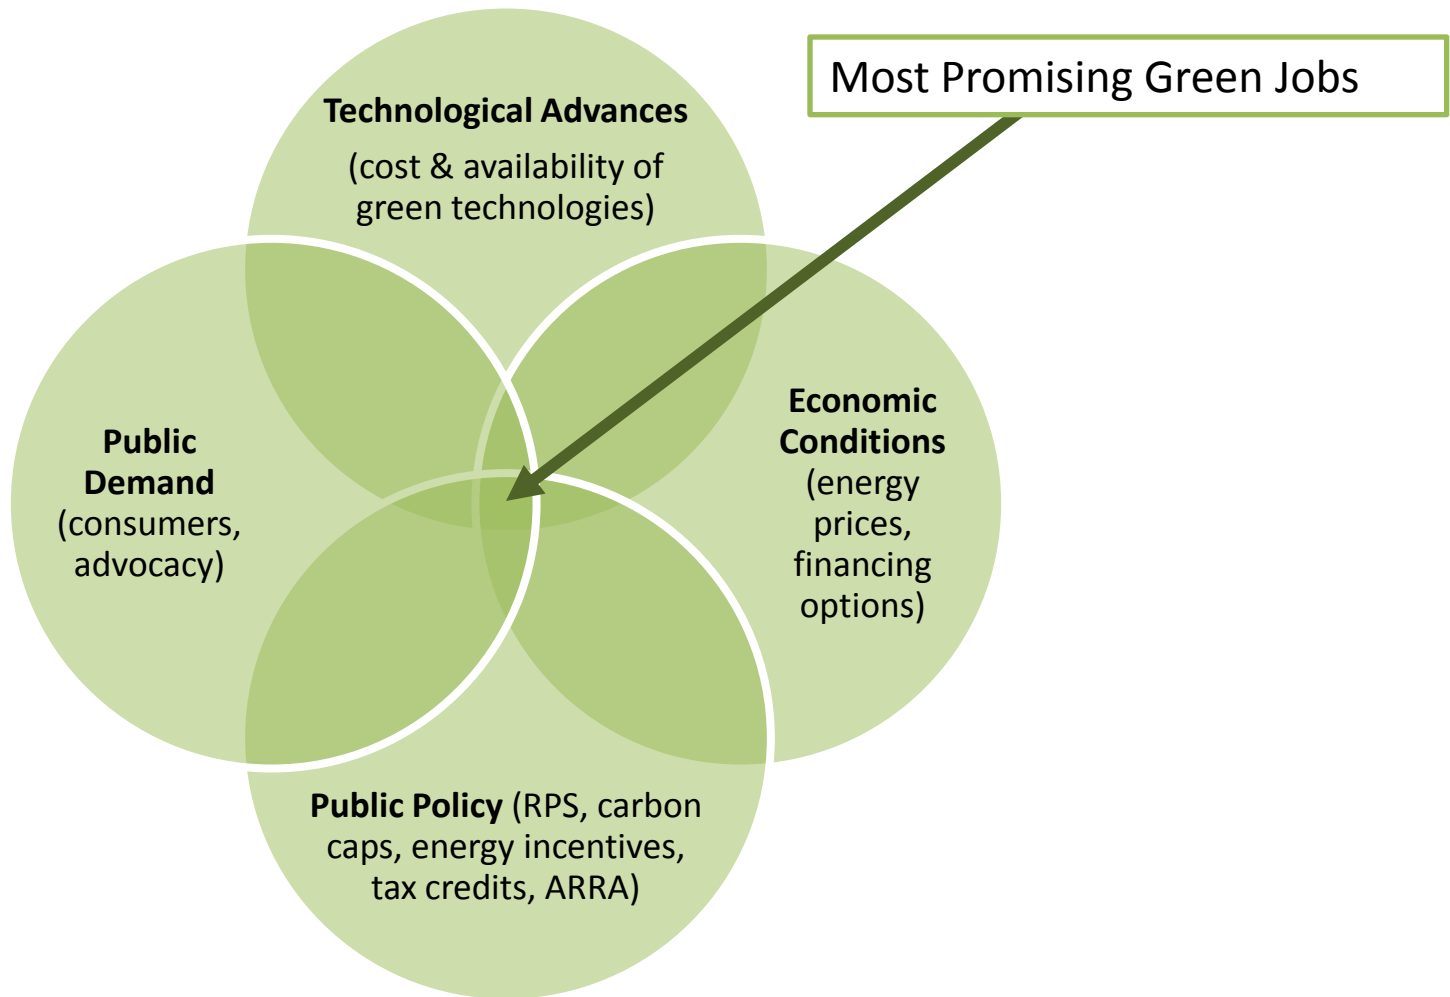 Most Promising Green Jobs
Technological Advances
(cost & availability of
green technologies)
Public
Demand
(consumers,
advocacy)
Economic
Conditions
(energy
prices,
financing
options)
Public Policy (RPS, carbon
caps, energy incentives,
tax credits, ARRA)